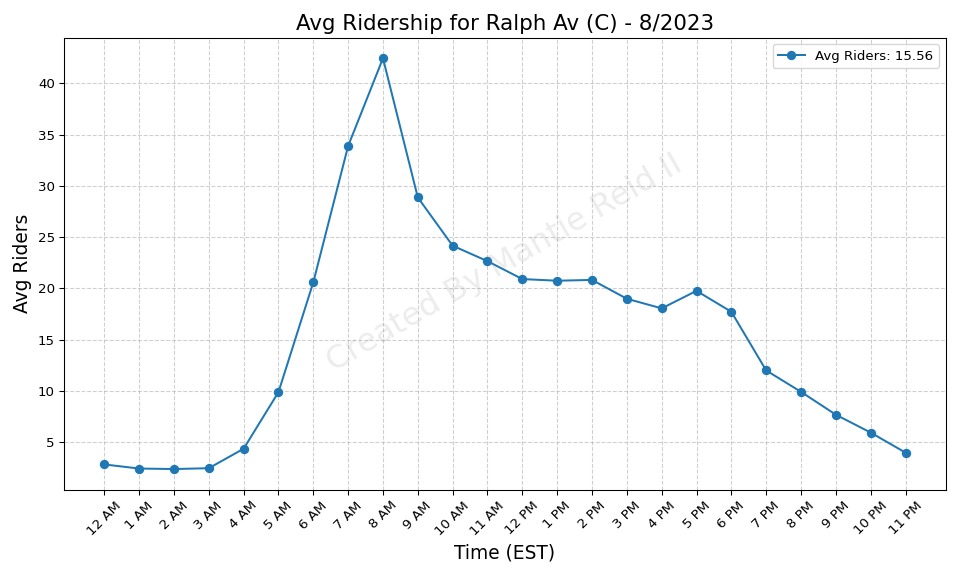 Avg Ridership for Ralph Av (C) - 8/2023
Avg Riders: 15.56
Avg Riders
40
35
30
25
20
15
10
5
Created By Mantie Reid II
12 AM
1 AM
2 AM
3 AM
4 AM
5 AM
6 AM
7 AM
8 AM
9 AM
10 AM
11 AM
12 PM
1 PM
2 PM
3 PM
4 PM
5 PM
6 PM
7 PM
8 PM
9 PM
10 PM
11 PM
Time (EST)